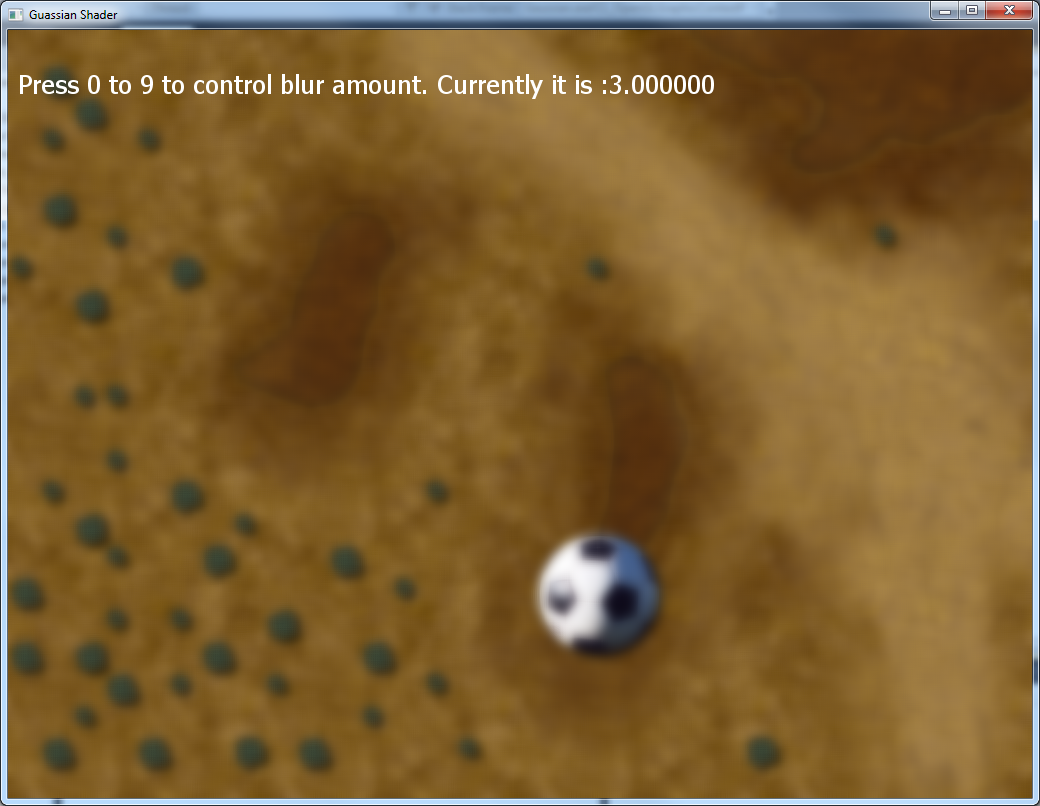 Guassian Shader
Press 0 to 9 to control blur amount. Currently it is :3.000000